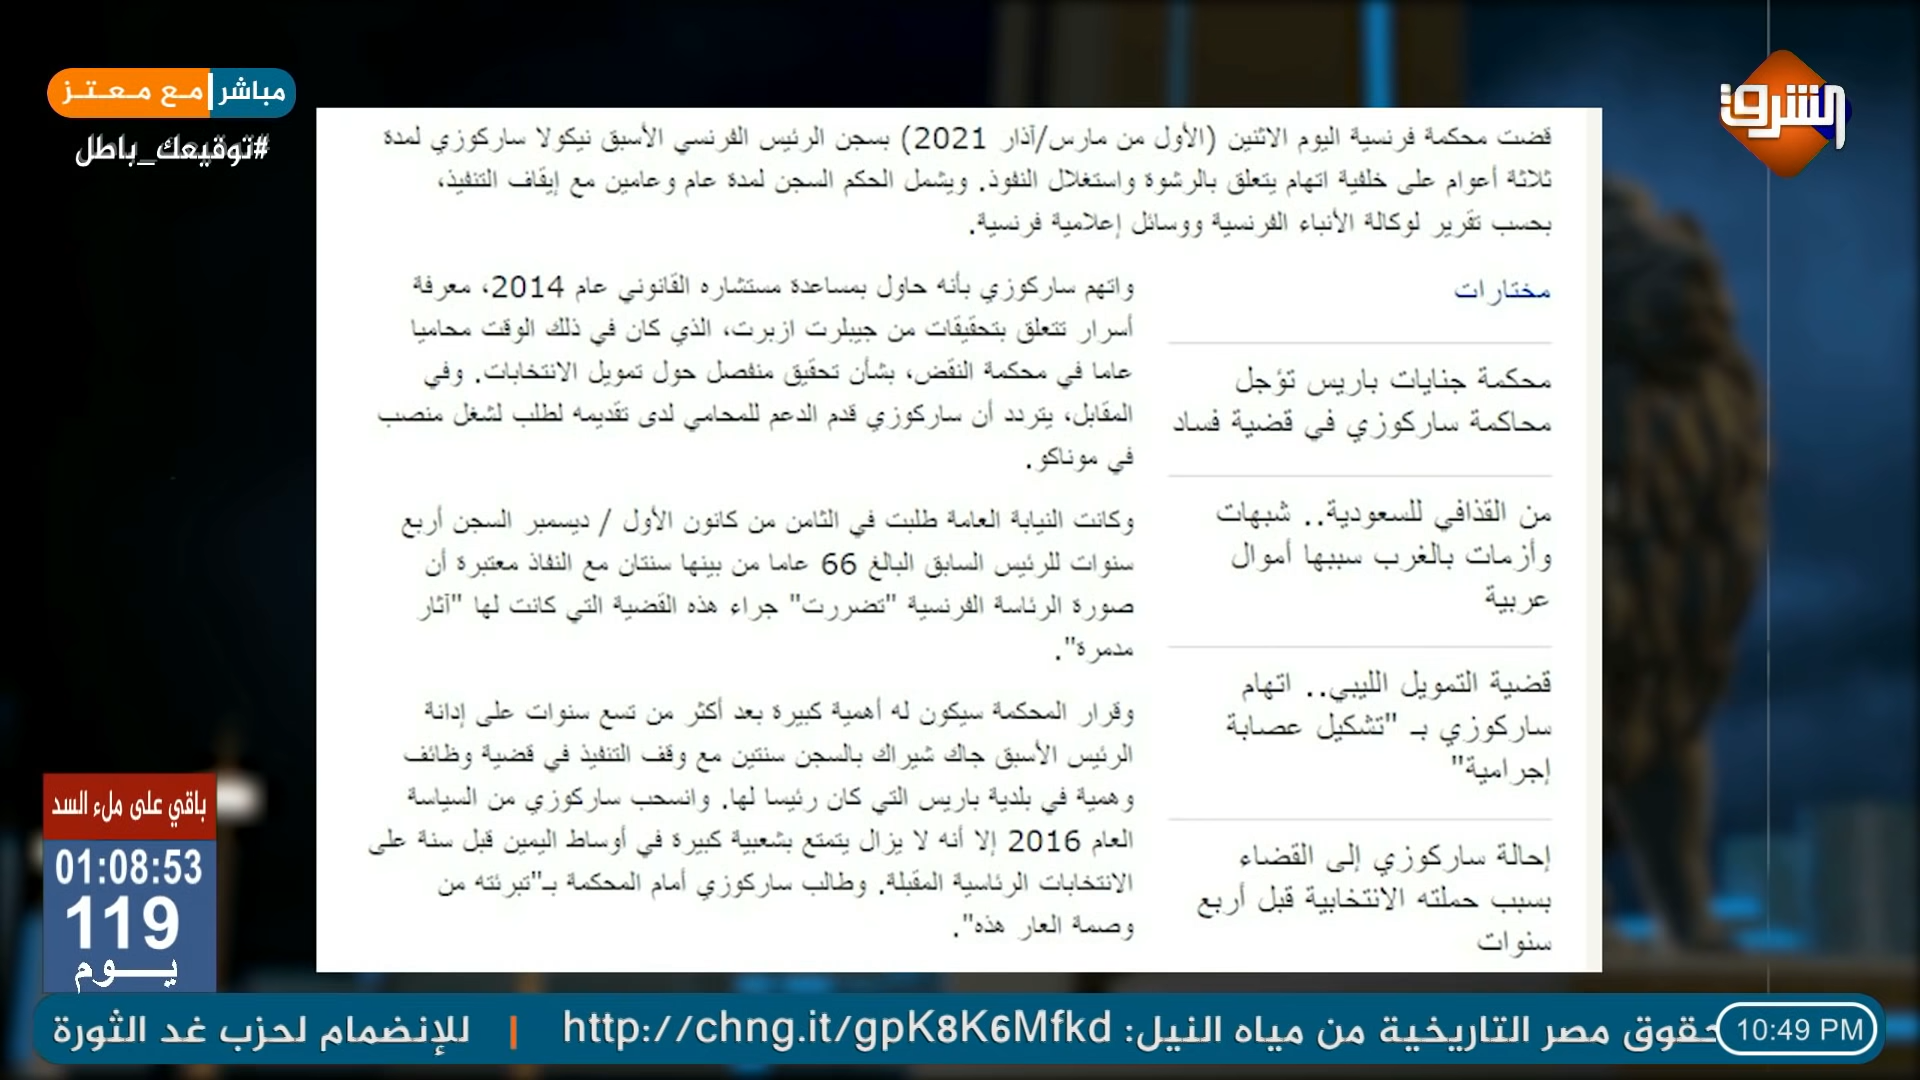 مباشر مع معتز
#توقيعك_باطل
الشرق
قضت محكمة فرنسية اليوم الاثنين (الأول من مارس/آذار 2021) بسجن الرئيس الفرنسي الأسبق نيكولا ساركوزي لمدة
ثلاثة أعوام على خلفية اتهام يتعلق بالرشوة واستغلال النفوذ. ويشمل الحكم السجن لمدة عام وعامين مع إيقاف التنفيذ،
بحسب تقرير لوكالة الأنباء الفرنسية ووسائل إعلامية فرنسية.
مختارات
محكمة جنايات باريس تؤجل
محاكمة ساركوزي في قضية فساد
من القذافي للسعودية.. شبهات
وأزمات بالغرب سببها أموال
عربية
قضية التمويل الليبي.. اتهام
ساركوزي بـ "تشكيل عصابة
إجرامية"
إحالة ساركوزي إلى القضاء
بسبب حملته الانتخابية قبل أربع
سنوات
واتهم ساركوزي بأنه حاول بمساعدة مستشاره القانوني عام 2014، معرفة
أسرار تتعلق بتحقيقات من جيبلرت ازبرت، الذي كان في ذلك الوقت محاميا
عاما في محكمة النقض، بشأن تحقيق منفصل حول تمويل الانتخابات. وفي
المقابل، يتردد أن ساركوزي قدم الدعم للمحامي لدى تقديمه لطلب لشغل منصب
في موناكو.
وكانت النيابة العامة طلبت في الثامن من كانون الأول / ديسمبر السجن أربع
سنوات للرئيس السابق البالغ 66 عاما من بينها سنتان مع النفاذ معتبرة أن
صورة الرئاسة الفرنسية "تضررت" جراء هذه القضية التي كانت لها "آثار
مدمرة".
وقرار المحكمة سيكون له أهمية كبيرة بعد أكثر من تسع سنوات على إدانة
الرئيس الأسبق جاك شيراك بالسجن سنتين مع وقف التنفيذ في قضية وظائف
وهمية في بلدية باريس التي كان رئيسا لها. وانسحب ساركوزي من السياسة
العام 2016 إلا أنه لا يزال يتمتع بشعبية كبيرة في أوساط اليمين قبل سنة على
الانتخابات الرئاسية المقبلة. وطالب ساركوزي أمام المحكمة بـ"تبرئته من
وصمة العار هذه".
باقي على ملء السد
01:08:53
119
يــوم
10:49 PM
حقوق مصر التاريخية من مياه النيل: http://chng.it/gpK8K6Mfkd | للإنضمام لحزب غد الثورة